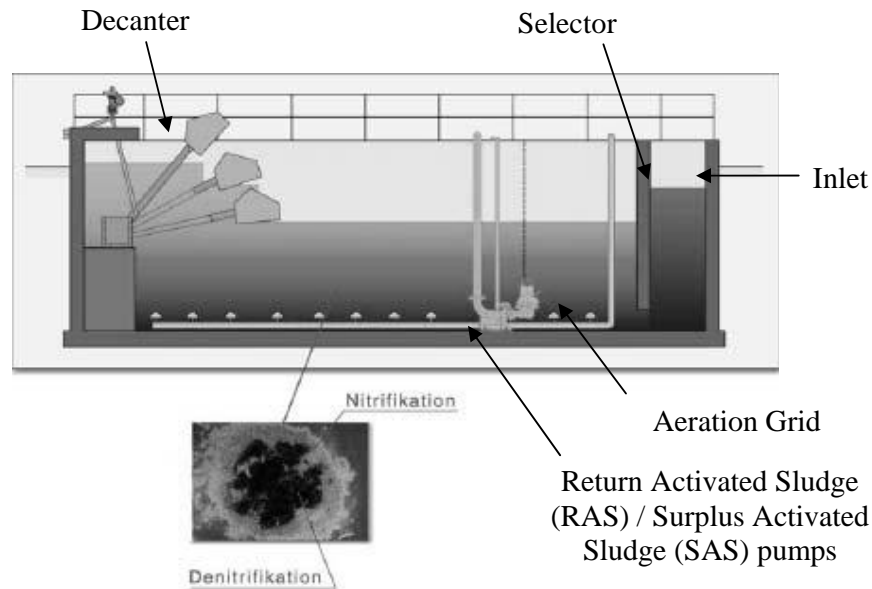 Decanter
Selector
Inlet
Nitrifikation
Aeration Grid
Return Activated Sludge
(RAS) / Surplus Activated
Sludge (SAS) pumps
Denitrifikation